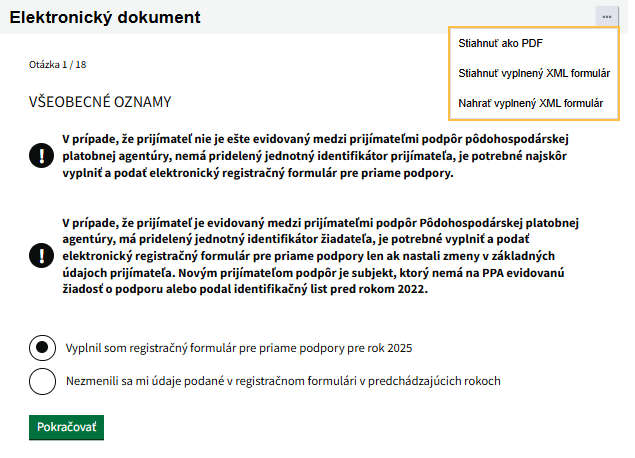 Elektronický dokument
Stiahnuť ako PDF
Stiahnuť vyplnený XML formulár
Nahrať vyplnený XML formulár
Otázka 1 / 18
VŠEOBECNÉ OZNAMY
V prípade, že prijímateľ nie je ešte evidovaný medzi prijímateľmi podpôr pôdohospodárskej
platobnej agentúry, nemá pridelený jednotný identifikátor prijímateľa, je potrebné najskôr
vyplniť a podať elektronický registračný formulár pre priame podpory.
V prípade, že prijímateľ je evidovaný medzi prijímateľmi podpôr Pôdohospodárskej platobnej
agentúry, má pridelený jednotný identifikátor žiadateľa, je potrebné vyplniť a podať
elektronický registračný formulár pre priame podpory len ak nastali zmeny v základných
údajoch prijímateľa. Novým prijímateľom podpôr je subjekt, ktorý nemá na PPA evidovanú
žiadosť o podporu alebo podal identifikačný list pred rokom 2022.
Vyplnil som registračný formulár pre priame podpory pre rok 2025
Nezmenili sa mi údaje podané v registračnom formulári v predchádzajúcich rokoch
Pokračovať